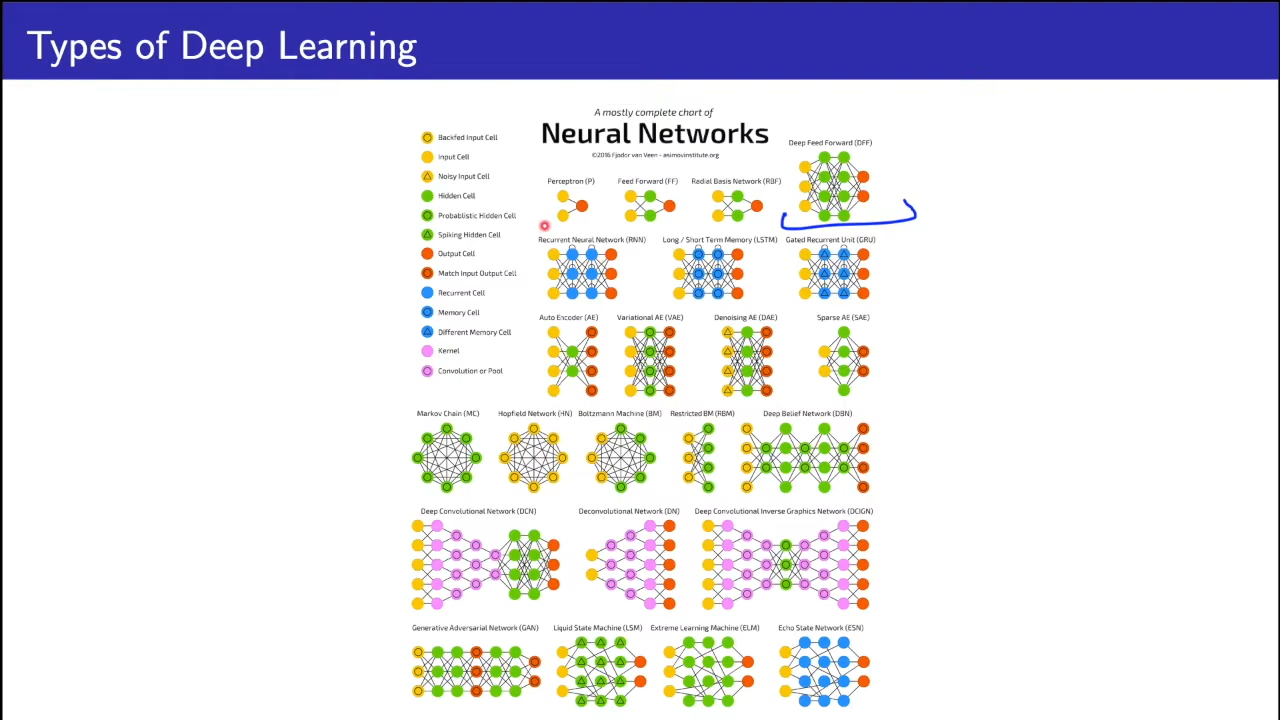 Types of Deep Learning
A mostly complete chart of
Neural Networks
©2016 Fjodor van Veen - asimovinstitute.org
Backfed Input Cell
Input Cell
Noisy Input Cell
Hidden Cell
Probablistic Hidden Cell
Spiking Hidden Cell
Output Cell
Match Input Output Cell
Recurrent Cell
Memory Cell
Different Memory Cell
Kernel
Convolution or Pool
Deep Feed Forward (DFF)
Perceptron (P) Feed Forward (FF) Radial Basis Network (RBF)
Recurrent Neural Network (RNN) Long / Short Term Memory (LSTM) Gated Recurrent Unit (GRU)
Auto Encoder (AE) Variational AE (VAE) Denoising AE (DAE) Sparse AE (SAE)
Markov Chain (MC) Hopfield Network (HN) Boltzmann Machine (BM) Restricted BM (RBM) Deep Belief Network (DBN)
Deep Convolutional Network (DCN) Deconvolutional Network (DN) Deep Convolutional Inverse Graphics Network (DCIGN)
Generative Adversarial Network (GAN) Liquid State Machine (LSM) Extreme Learning Machine (ELM) Echo State Network (ESN)